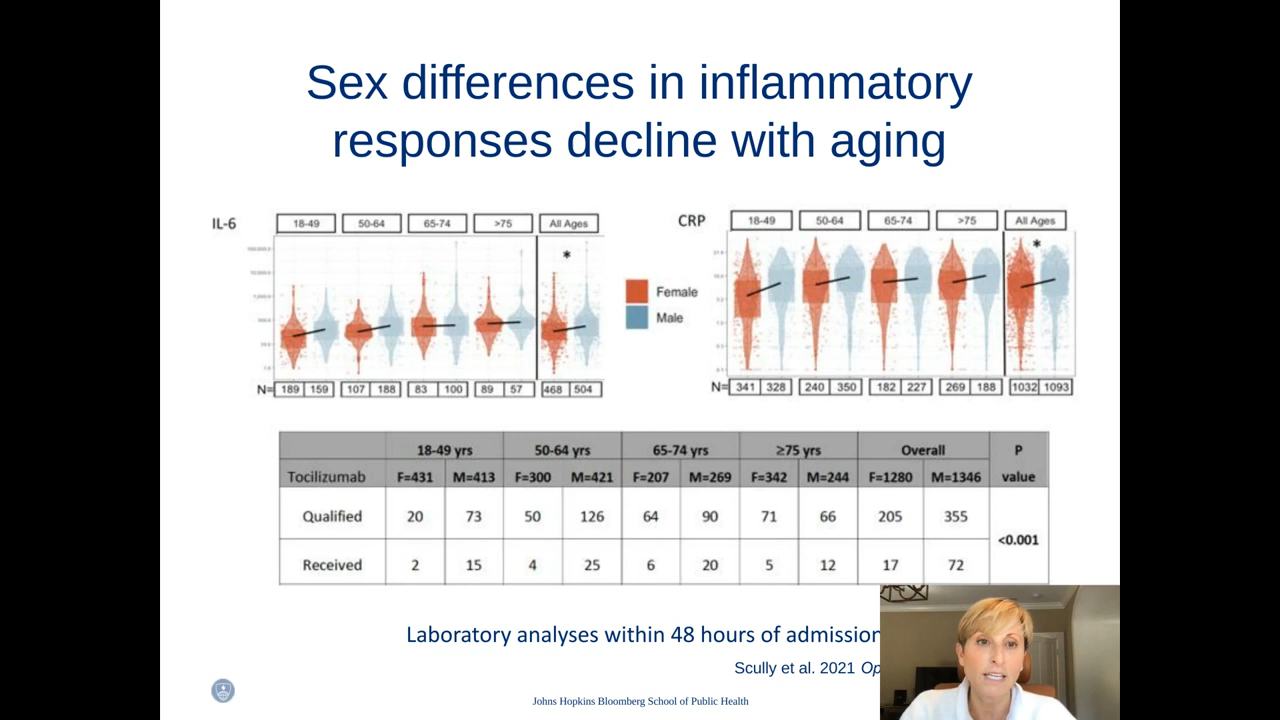 Sex differences in inflammatory
responses decline with aging
IL-6
18-49 50-64 65-74 >75 All Ages
*
N= 189 159 107 188 83 100 89 57 468 504
Female
Male
CRP
18-49 50-64 65-74 >75 All Ages
*
N= 341 328 240 350 182 227 269 188 1032 1093
18-49 yrs 50-64 yrs 65-74 yrs ≥75 yrs Overall P
Tocilizumab F=431 M=413 F=300 M=421 F=207 M=269 F=342 M=244 F=1280 M=1346 value
Qualified 20 73 50 126 64 90 71 66 205 355
<0.001
Received 2 15 4 25 6 20 5 12 17 72
Laboratory analyses within 48 hours of admission
Scully et al. 2021 Op
Johns Hopkins Bloomberg School of Public Health